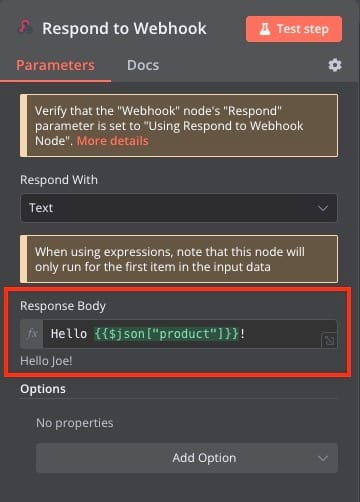 Respond to Webhook
Test step
Parameters
Docs
Verify that the "Webhook" node's "Respond"
parameter is set to "Using Respond to Webhook
Node". More details
Respond With
Text
When using expressions, note that this node will
only run for the first item in the input data
Response Body
fx Hello {{$json["product"]}}!
Hello Joe!
Options
No properties
Add Option